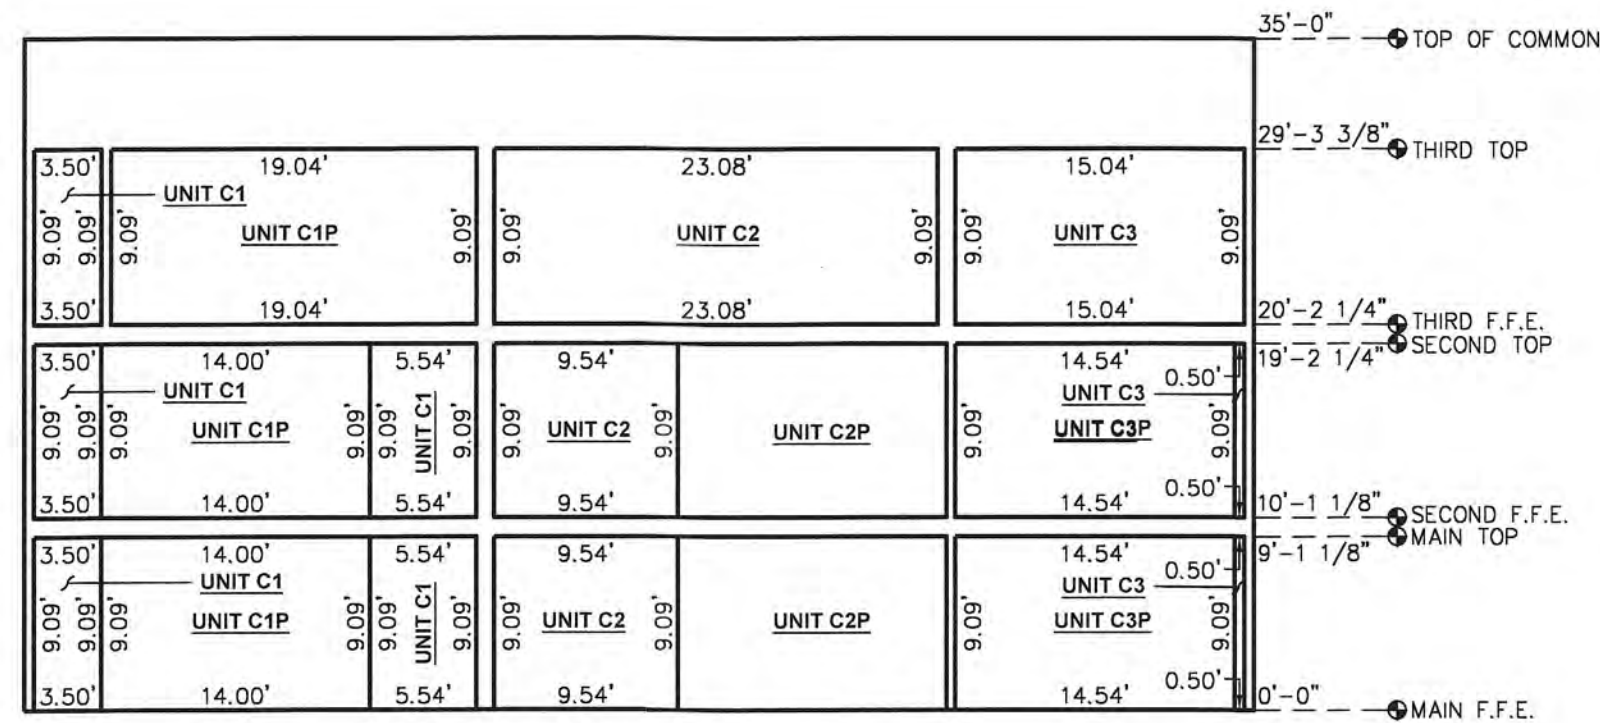 35'-0"
TOP OF COMMON
29'-3 3/8"
THIRD TOP
3.50' 19.04' 23.08' 15.04'
UNIT C1
9.09' 9.09' 9.09' UNIT C1P 9.09' 9.09' UNIT C2 9.09' 9.09' UNIT C3 9.09'
3.50' 19.04' 23.08' 15.04'
20'-2 1/4"
THIRD F.F.E.
SECOND TOP
19'-2 1/4"
3.50' 14.00' 5.54' 9.54' 14.54'
0.50'
UNIT C1 UNIT C3
9.09' 9.09' 9.09' UNIT C1P 9.09' 9.09' UNIT C1 9.09' 9.09' UNIT C2 9.09' UNIT C2P 9.09' UNIT C3P 9.09'
0.50'
3.50' 14.00' 5.54' 9.54' 14.54'
10'-1 1/8"
SECOND F.F.E.
MAIN TOP
9'-1 1/8"
3.50' 14.00' 5.54' 9.54' 14.54'
0.50'
UNIT C1 UNIT C3
9.09' 9.09' 9.09' UNIT C1P 9.09' 9.09' UNIT C1 9.09' 9.09' UNIT C2 9.09' UNIT C2P 9.09' UNIT C3P 9.09'
0.50'
3.50' 14.00' 5.54' 9.54' 14.54'
0'-0"
MAIN F.F.E.